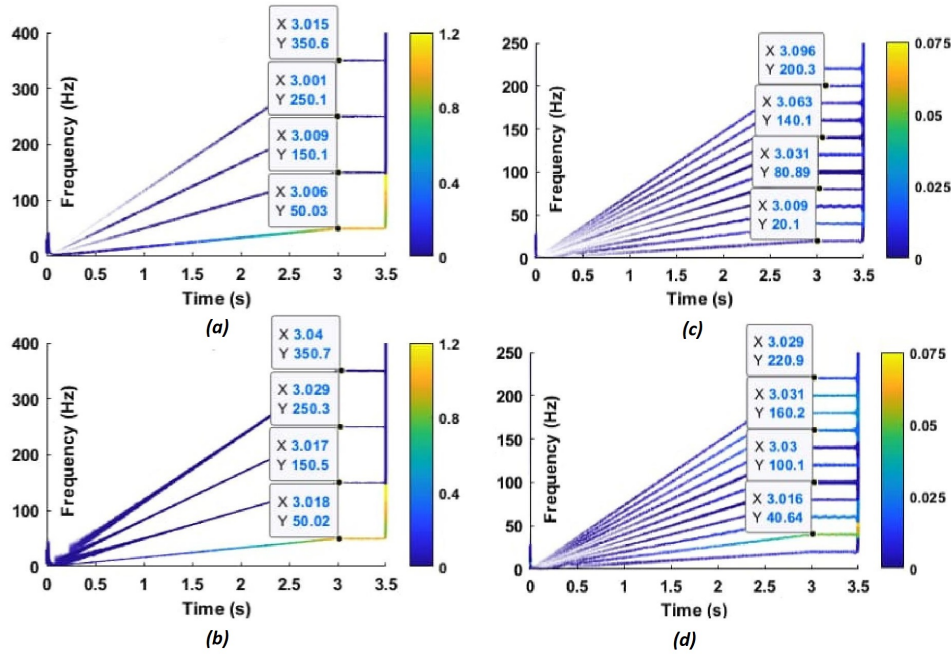 400
300
200
100
0
Frequency (Hz)
X 3.015
Y 350.6
X 3.001
Y 250.1
X 3.009
Y 150.1
X 3.006
Y 50.03
1.2
0.8
0.4
0
0 0.5 1 1.5 2 2.5 3 3.5
Time (s)
(a)
250
200
150
100
50
0
Frequency (Hz)
X 3.096
Y 200.3
X 3.063
Y 140.1
X 3.031
Y 80.89
X 3.009
Y 20.1
0.075
0.05
0.025
0
0 0.5 1 1.5 2 2.5 3 3.5
Time (s)
(c)
400
300
200
100
0
Frequency (Hz)
X 3.04
Y 350.7
X 3.029
Y 250.3
X 3.017
Y 150.5
X 3.018
Y 50.02
1.2
0.8
0.4
0
0 0.5 1 1.5 2 2.5 3 3.5
Time (s)
(b)
250
200
150
100
50
0
Frequency (Hz)
X 3.029
Y 220.9
X 3.031
Y 160.2
X 3.03
Y 100.1
X 3.016
Y 40.64
0.075
0.05
0.025
0
0 0.5 1 1.5 2 2.5 3 3.5
Time (s)
(d)